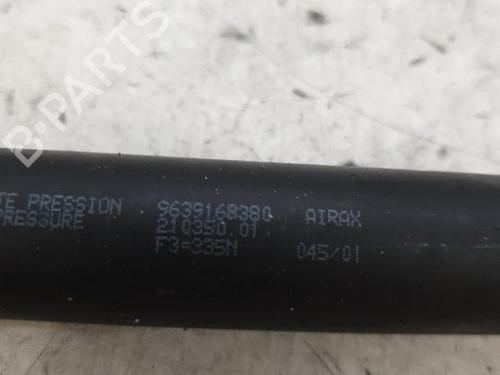 B-PARTS
TE PRESSION 9639168380 AIRAX
PRESSURE 210350.01
F3=335N 045/01